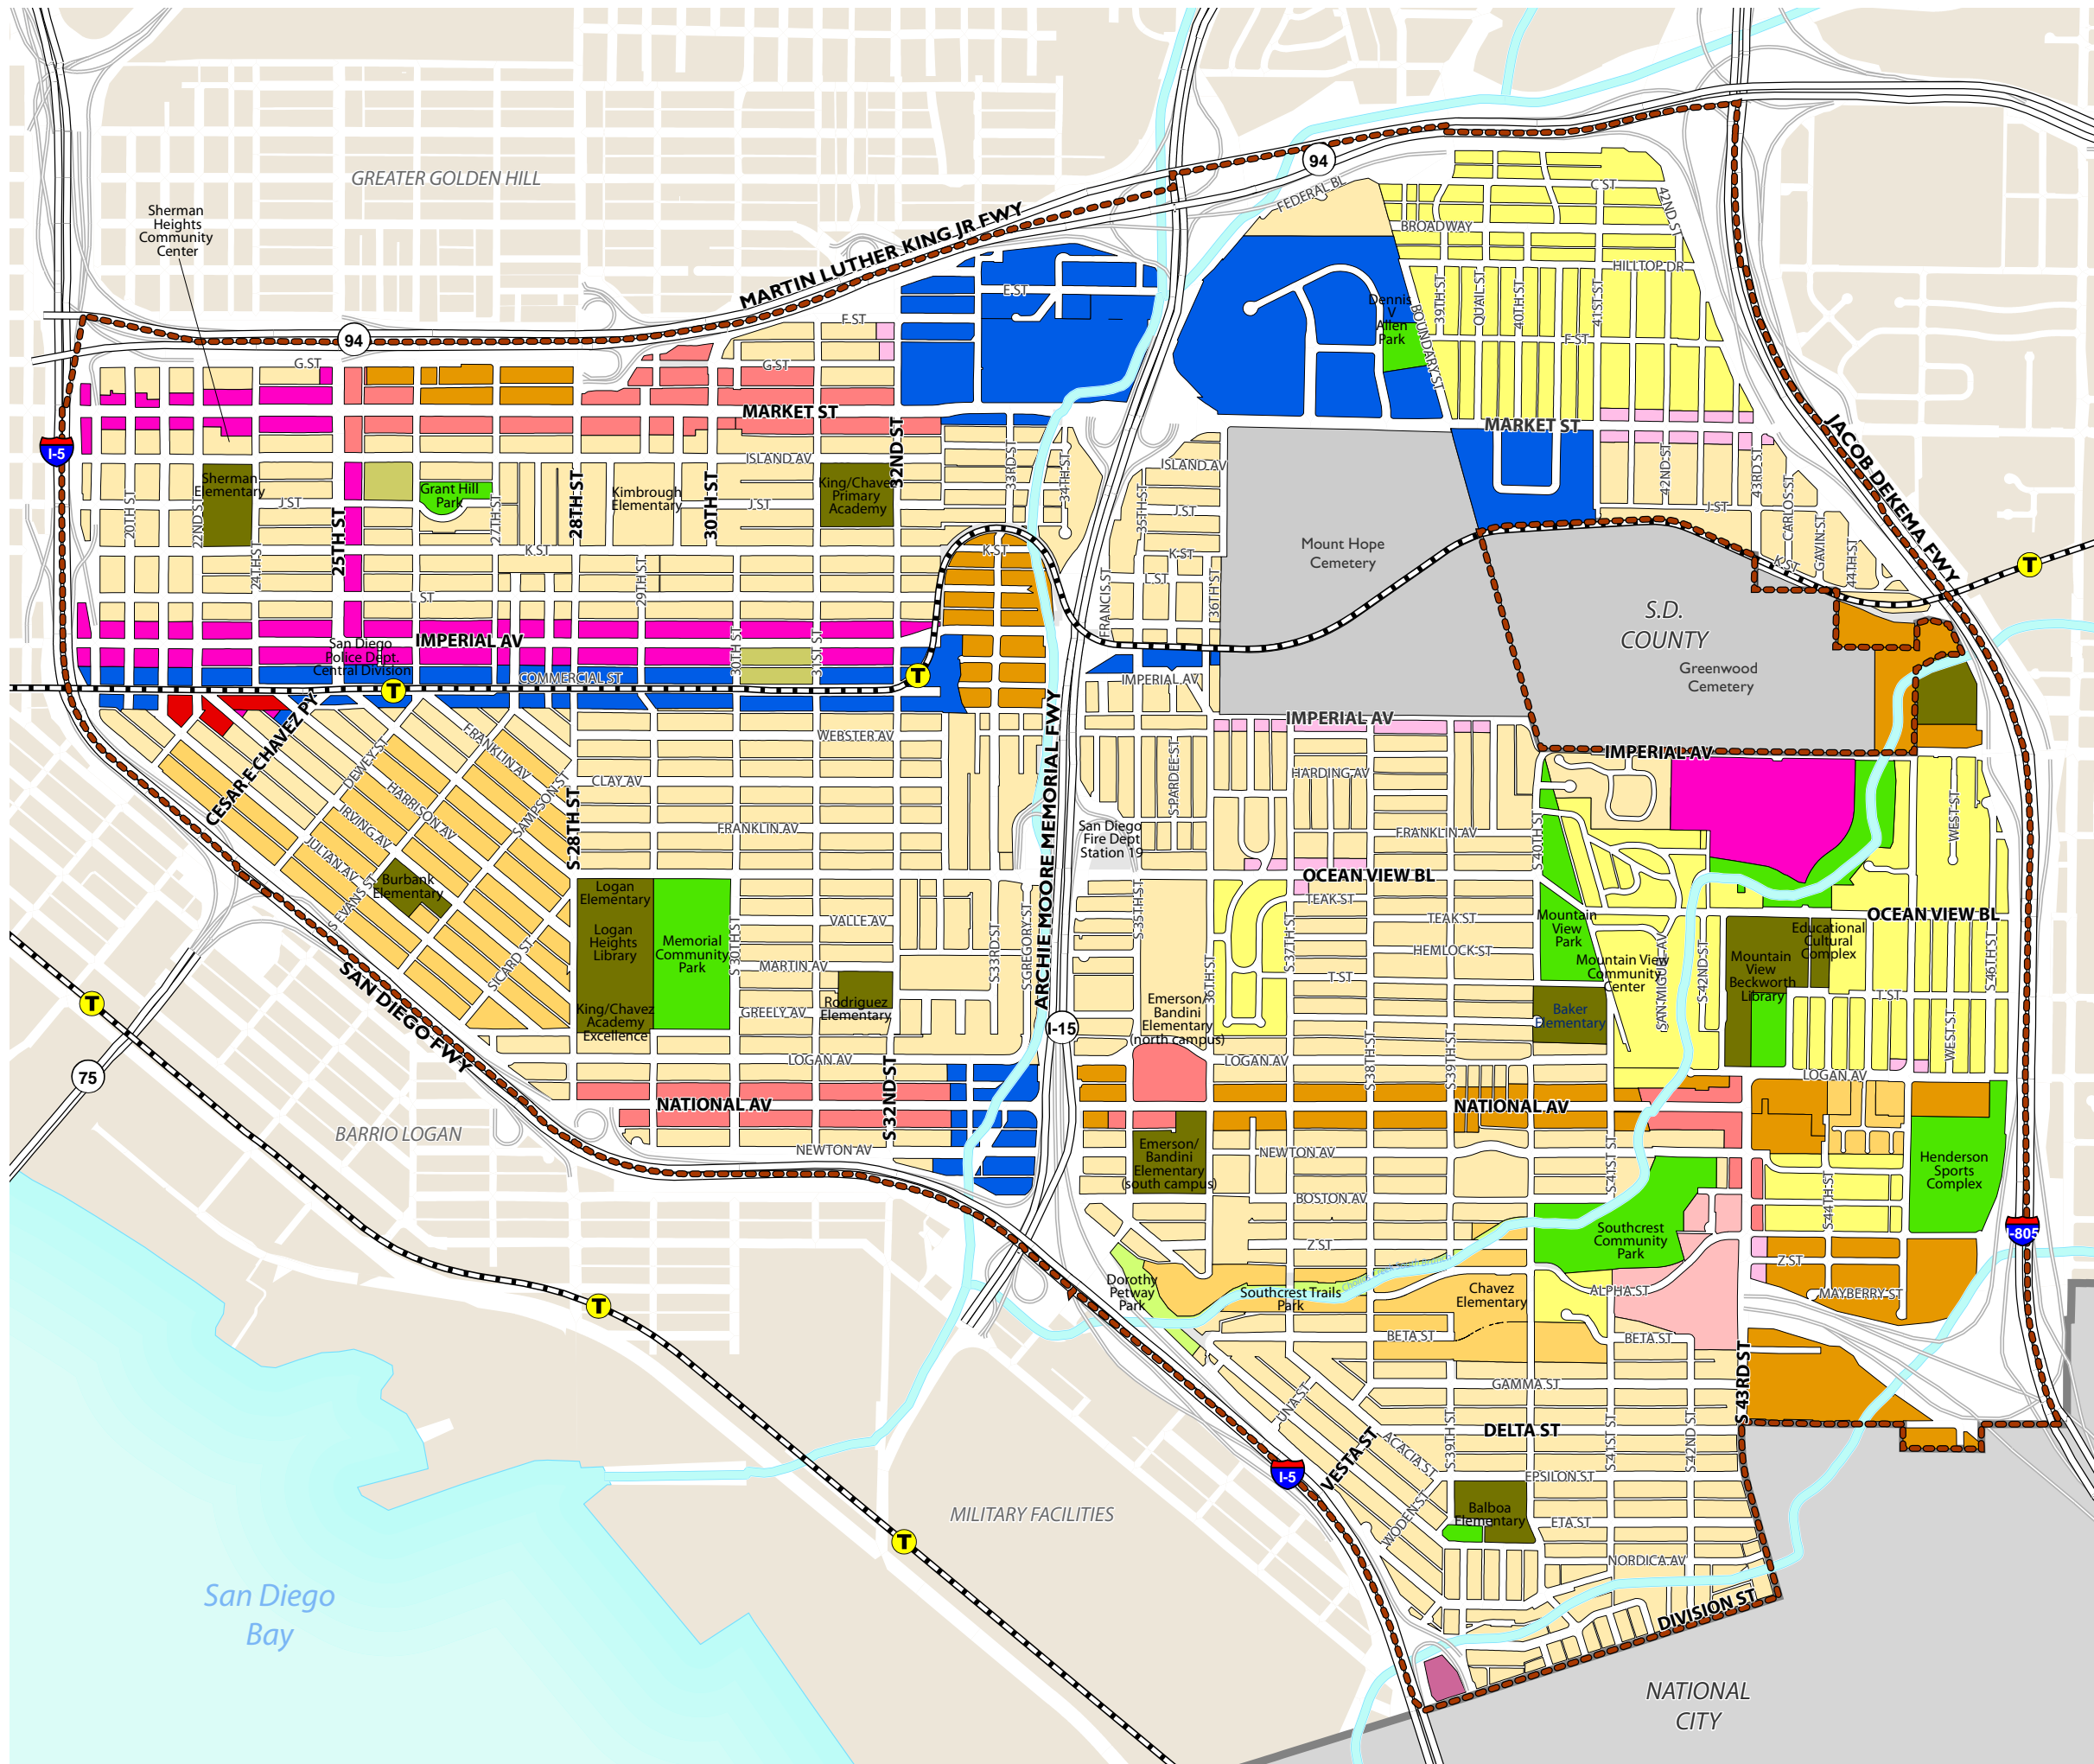 GREATER GOLDEN HILL
Sherman
Heights
Community
Center
MARTIN LUTHER KING JR FWY
94
94
FEDERAL BL
C ST
42ND ST
BROADWAY
HILLTOP DR
E ST
F ST
G ST
G ST
Dennis
V
Allen
Park
BOUNDARY ST
39TH ST
QUAIL ST
40TH ST
41ST ST
F ST
MARKET ST
MARKET ST
JACOB DEKEMA FWY
I-5
ISLAND AV
ISLAND AV
Sherman
Elementary
Grant Hill
Park
Kimbrough
Elementary
King/Chavez
Primary
Academy
32ND ST
33RD ST
34TH ST
35TH ST
42ND ST
43RD ST
CARLOS ST
GAVIN ST
44TH ST
20TH ST
22ND ST
24TH ST
25TH ST
27TH ST
28TH ST
29TH ST
30TH ST
J ST
J ST
J ST
J ST
K ST
K ST
K ST
K ST
L ST
L ST
FRANCIS ST
36TH ST
Mount Hope
Cemetery
T
S.D.
COUNTY
Greenwood
Cemetery
IMPERIAL AV
San Diego
Police Dept.
Central Division
30TH ST
31ST ST
COMMERCIAL ST
T
T
IMPERIAL AV
IMPERIAL AV
IMPERIAL AV
CESAR E CHAVEZ PY
DEWEY ST
FRANKLIN AV
HARRISON AV
IRVING AV
JULIAN AV
SAMPSON ST
S EVANS ST
SICARD ST
Burbank
Elementary
WEBSTER AV
CLAY AV
FRANKLIN AV
S 28TH ST
ARCHIE MOORE MEMORIAL FWY
S PARDEE ST
HARDING AV
FRANKLIN AV
S 40TH ST
WEST ST
San Diego
Fire Dept
Station 19
OCEAN VIEW BL
OCEAN VIEW BL
Logan
Elementary
Logan
Heights
Library
King/Chavez
Academy
Excellence
Memorial
Community
Park
S 30TH ST
VALLE AV
MARTIN AV
GREELY AV
Rodriguez
Elementary
S 33RD ST
S GREGORY ST
S 35TH ST
36TH ST
S 37TH ST
TEAK ST
TEAK ST
HEMLOCK ST
T ST
T ST
Mountain
View
Park
Mountain View
Community
Center
SAN MIGUEL AV
S 42ND ST
Mountain
View
Beckworth
Library
Educational
Cultural
Complex
S 46TH ST
WEST ST
Emerson/
Bandini
Elementary
(north campus)
Baker
Elementary
I-15
T
75
SAN DIEGO FWY
LOGAN AV
LOGAN AV
LOGAN AV
S 38TH ST
S 39TH ST
NATIONAL AV
NATIONAL AV
S 32ND ST
BARRIO LOGAN
NEWTON AV
NEWTON AV
Emerson/
Bandini
Elementary
(south campus)
BOSTON AV
S 41ST ST
S 44TH ST
Henderson
Sports
Complex
Z ST
Z ST
Southcrest
Community
Park
I-805
Dorothy
Petway
Park
Southcrest Trails
Park
Chavez
Elementary
ALPHA ST
MAYBERRY ST
T
BETA ST
BETA ST
GAMMA ST
S 43RD ST
UNA ST
DELTA ST
VESTA ST
ACACIA ST
S 39TH ST
S 41ST ST
S 42ND ST
I-5
EPSILON ST
WODEN ST
Balboa
Elementary
ETA ST
NORDICA AV
MILITARY FACILITIES
T
San Diego
Bay
DIVISION ST
NATIONAL
CITY